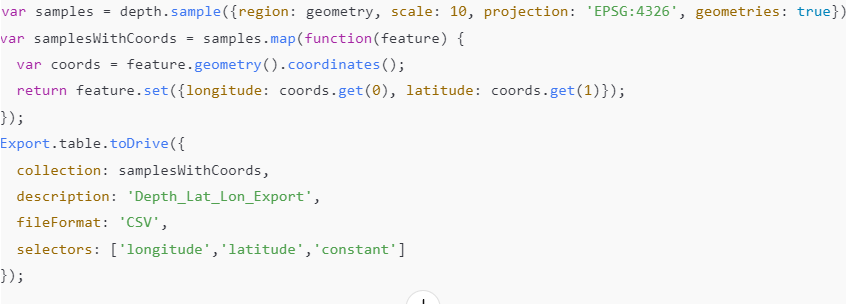 var samples = depth.sample({region: geometry, scale: 10, projection: 'EPSG:4326', geometries: true})
var samplesWithCoords = samples.map(function(feature) {
  var coords = feature.geometry().coordinates();
  return feature.set({longitude: coords.get(0), latitude: coords.get(1)});
});
Export.table.toDrive({
  collection: samplesWithCoords,
  description: 'Depth_Lat_Lon_Export',
  fileFormat: 'CSV',
  selectors: ['longitude','latitude','constant']
});